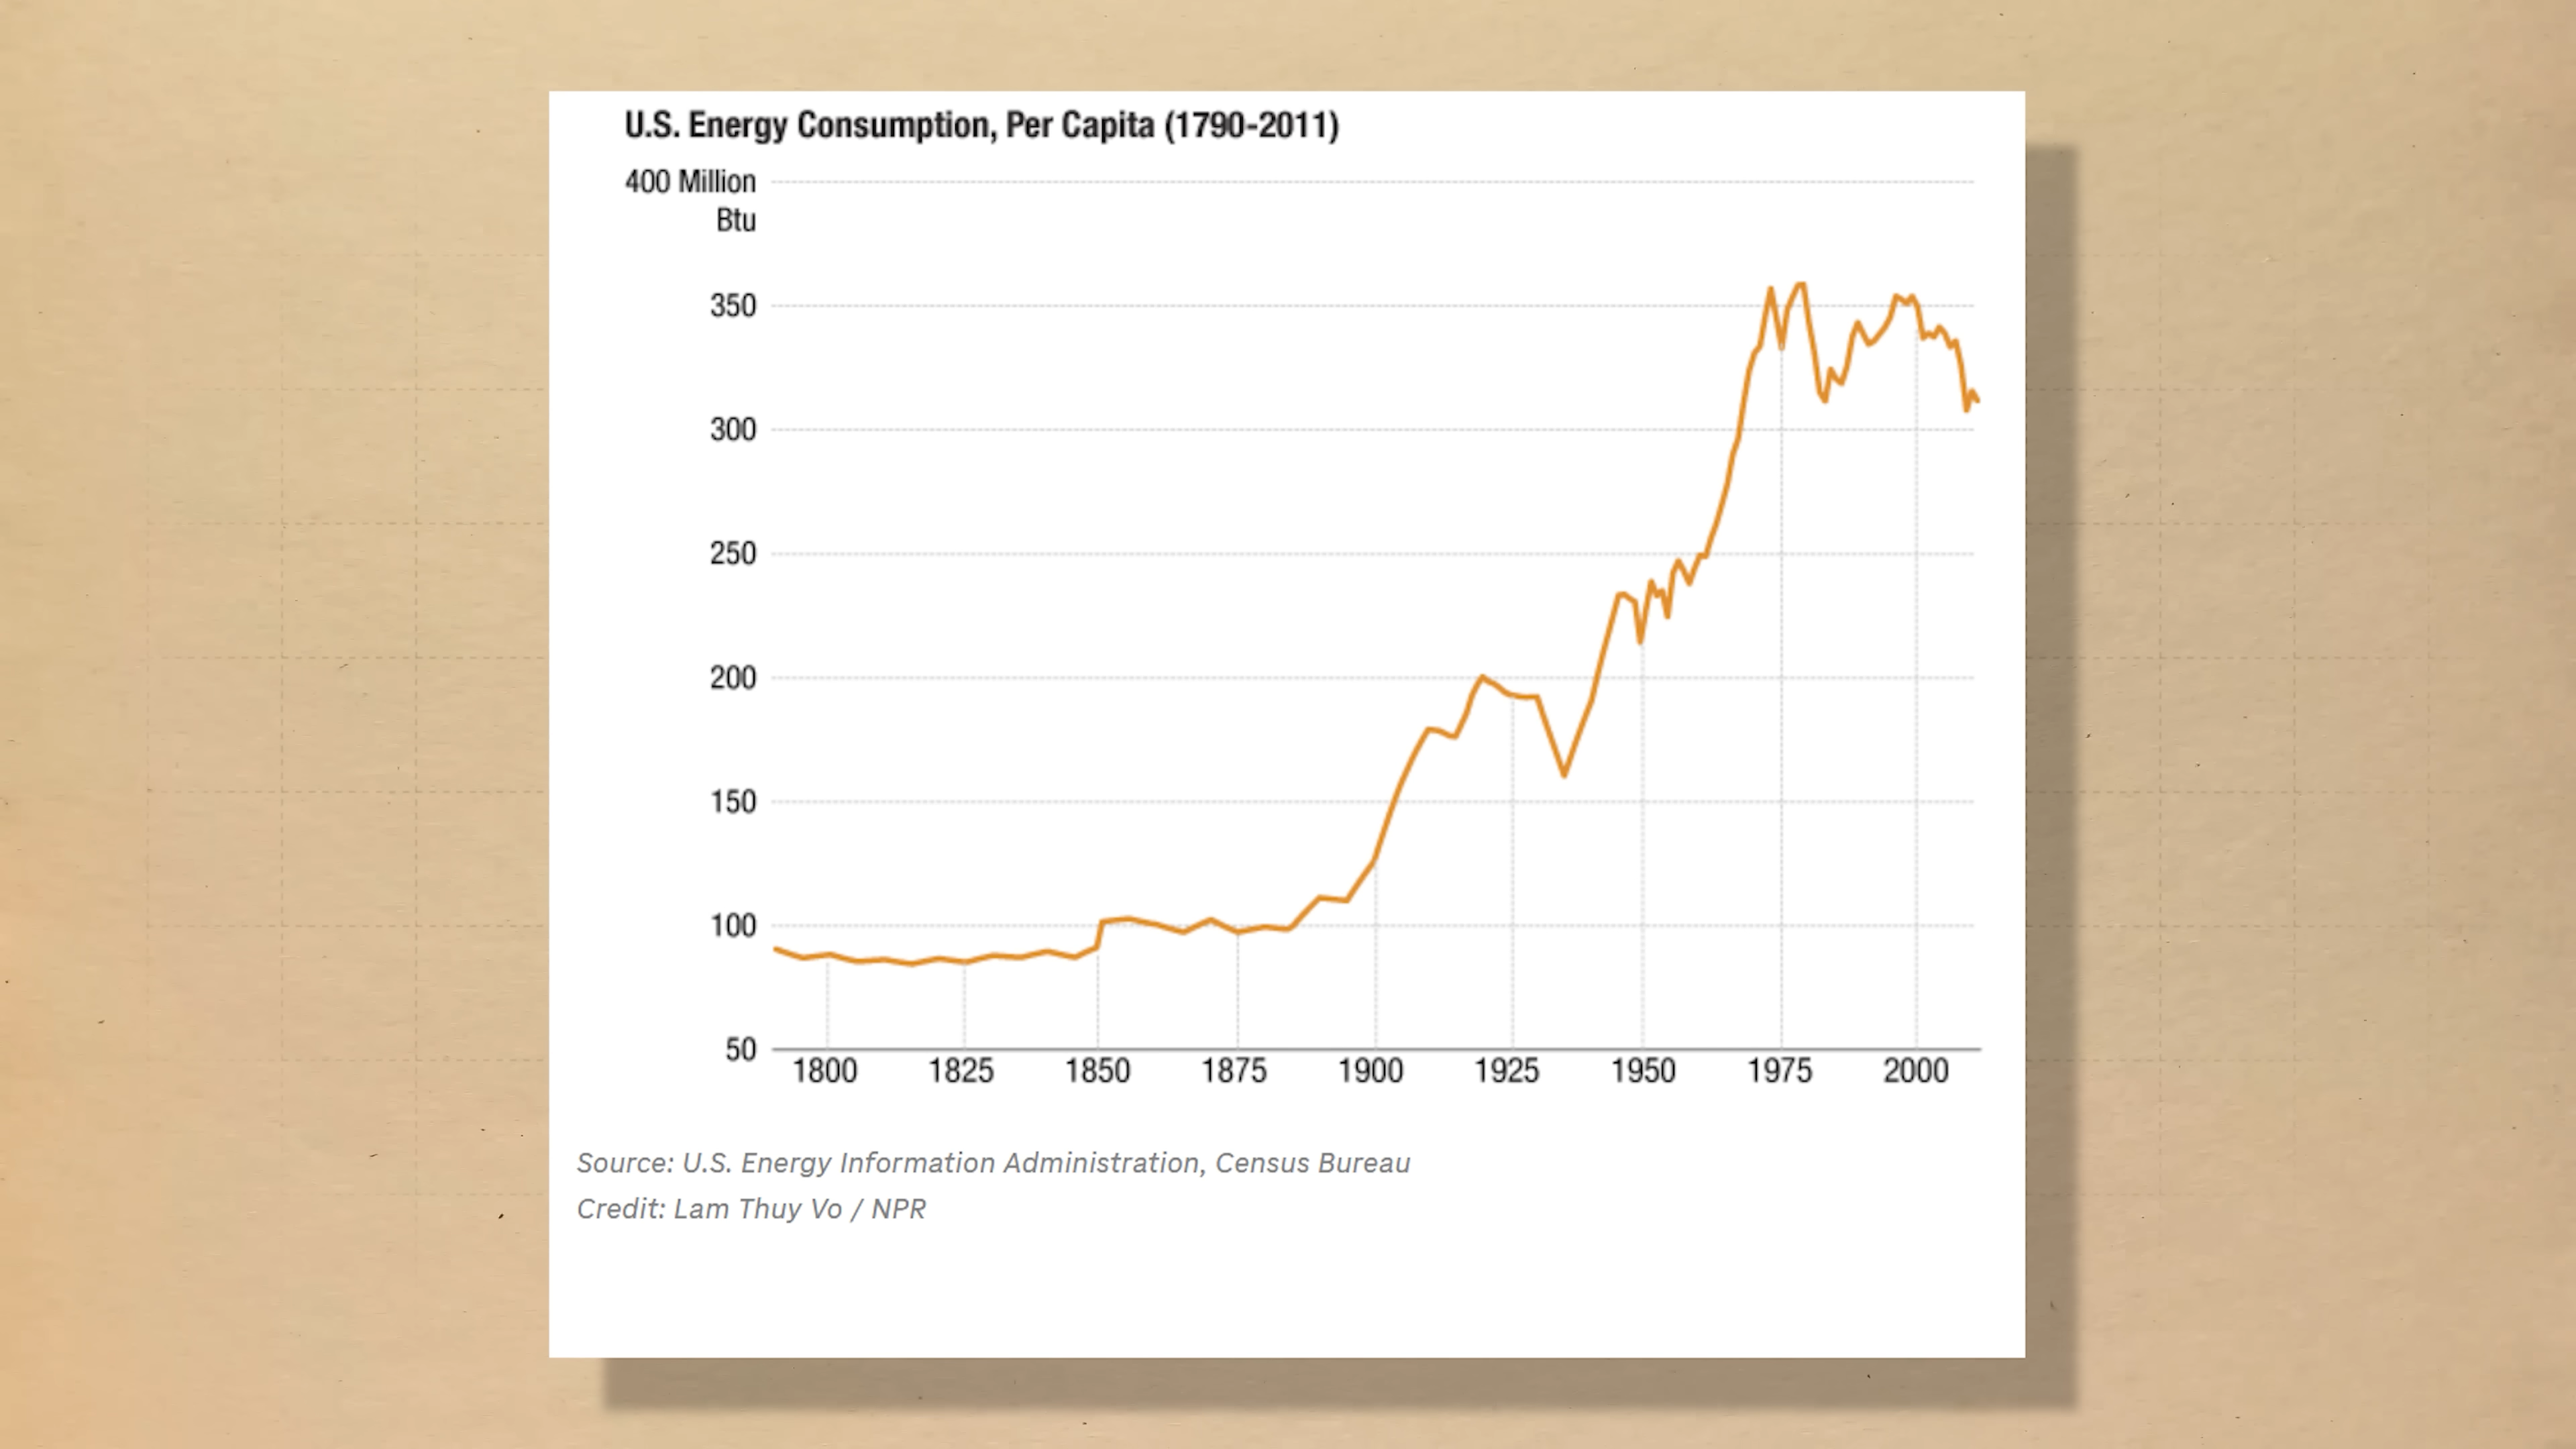 U.S. Energy Consumption, Per Capita (1790-2011)
400 Million
Btu
350
300
250
200
150
100
50
1800 1825 1850 1875 1900 1925 1950 1975 2000
Source: U.S. Energy Information Administration, Census Bureau
Credit: Lam Thuy Vo / NPR